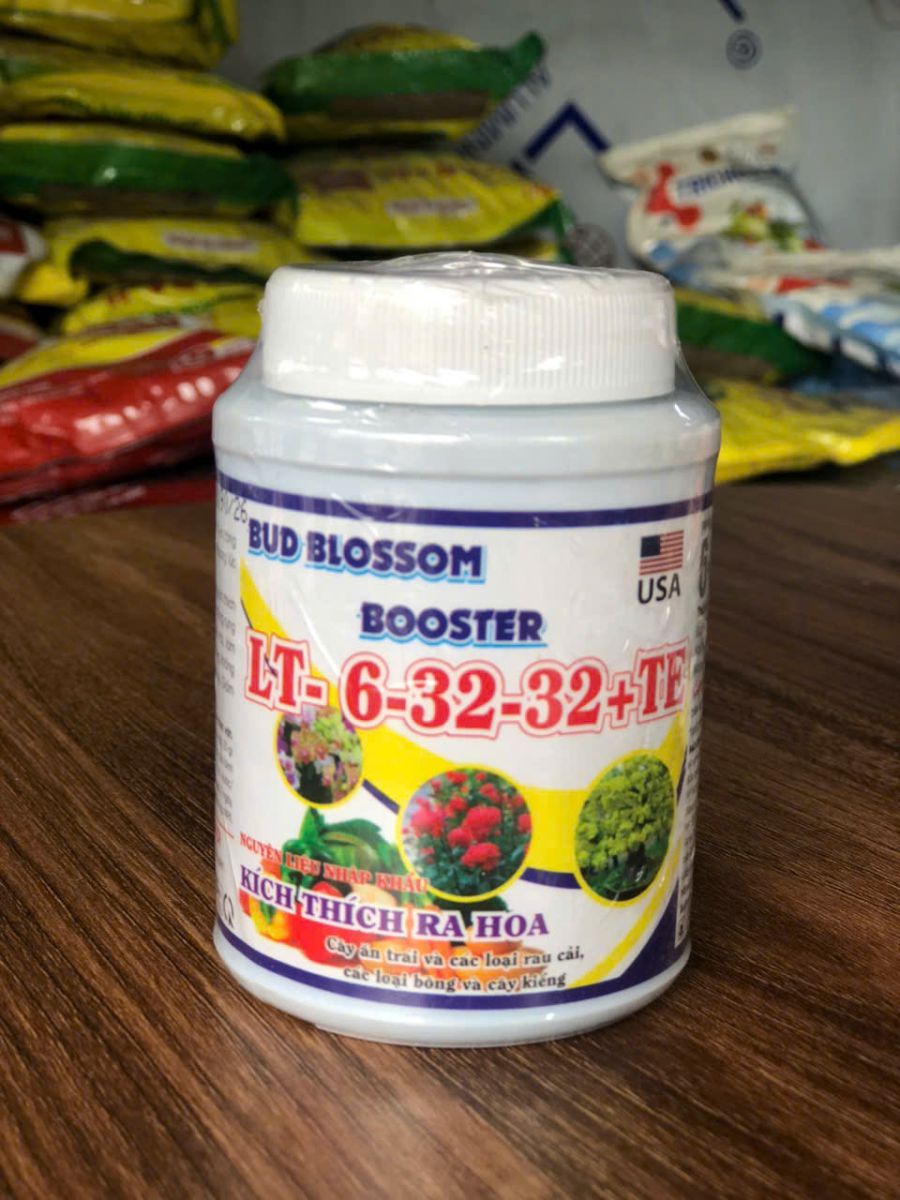 BUD BLOSSOM
BOOSTER
USA
LT- 6-32-32+TE
NGUYÊN LIỆU NHẬP KHẨU
KÍCH THÍCH RA HOA
Cây ăn trái và các loại rau cải,
các loại bông và cây kiểng